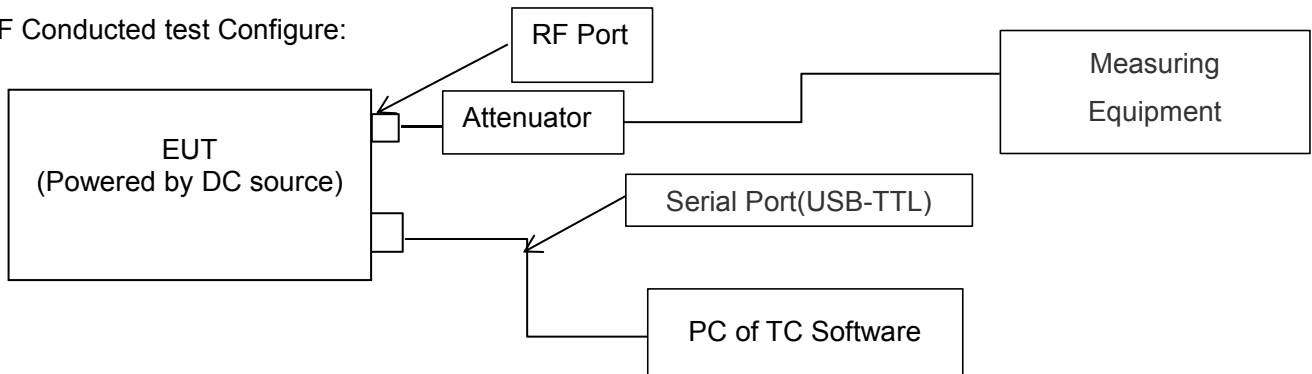 F Conducted test Configure:
RF Port
Measuring
Equipment
Attenuator
EUT
(Powered by DC source)
Serial Port(USB-TTL)
PC of TC Software